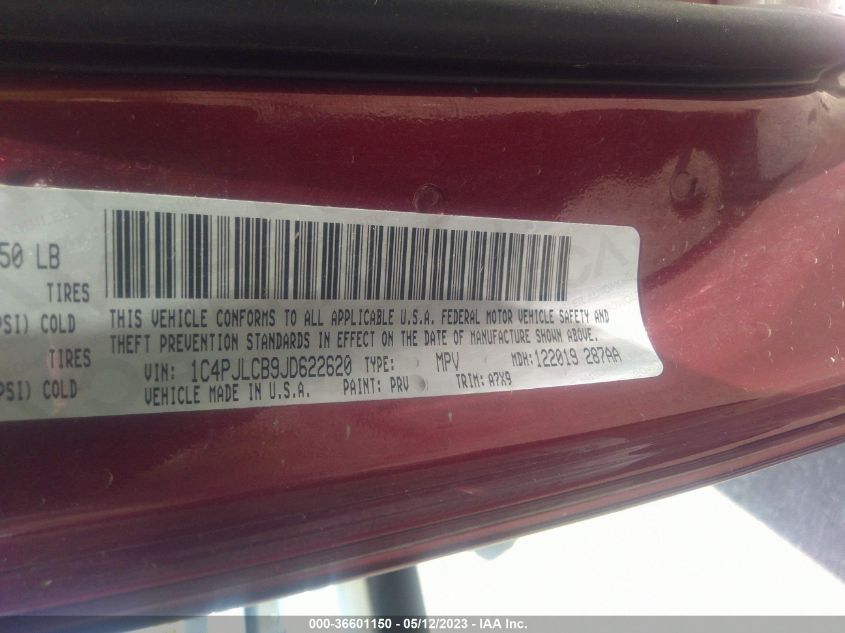 50 LB
TIRES
PSI) COLD
TIRES
PSI) COLD
THIS VEHICLE CONFORMS TO ALL APPLICABLE U.S.A. FEDERAL MOTOR VEHICLE SAFETY AND
THEFT PREVENTION STANDARDS IN EFFECT ON THE DATE OF MANUFACTURE SHOWN ABOVE.
VIN: 1C4PJLCB9JD622620 TYPE: MPV MDH: 122019 287AA
VEHICLE MADE IN U.S.A. PAINT: PRV TRIM: A7X9
000-36601150 - 05/12/2023 - IAA Inc.